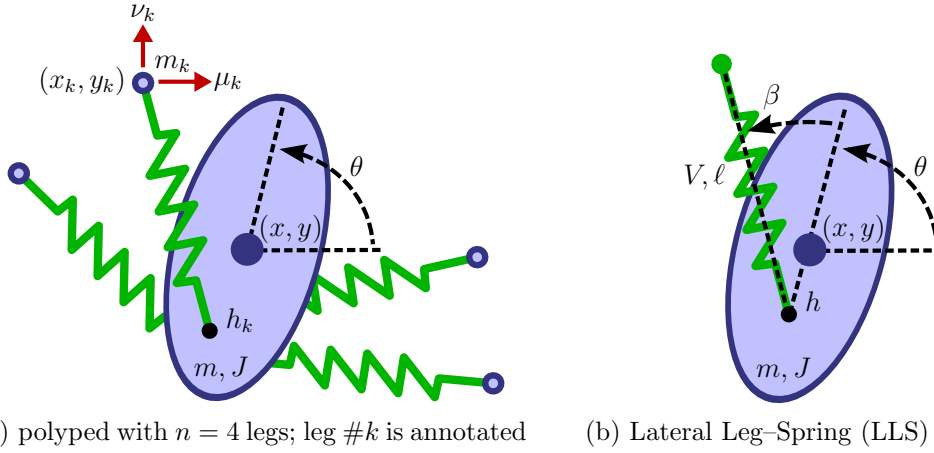 ν_k
m_k
(x_k, y_k)
μ_k
θ
(x, y)
h_k
m, J
) polyped with n = 4 legs; leg #k is annotated
β
V, ℓ
θ
(x, y)
h
m, J
(b) Lateral Leg–Spring (LLS)